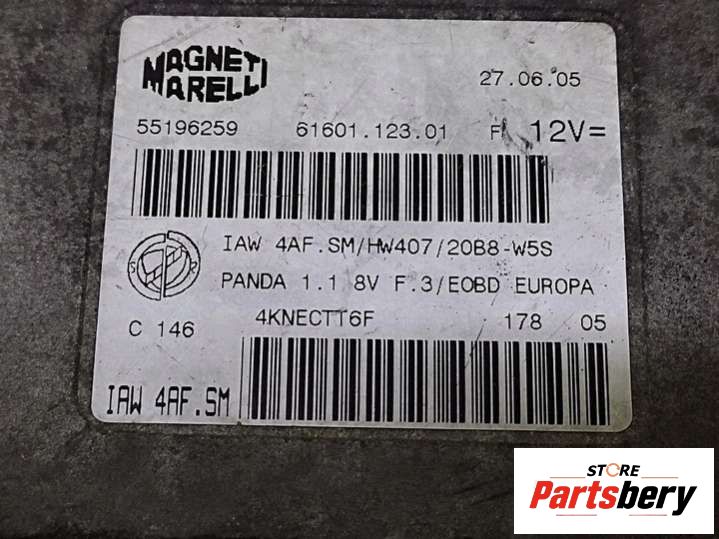 MAGNETI
MARELLI
27.06.05
55196259 61601.123.01 F 12V=
IAW 4AF.SM/HW407/20B8-W5S
PANDA 1.1 8V F.3/EOBD EUROPA
C 146 4KNECTT6F 178 05
IAW 4AF.SM
STORE
Partsbery